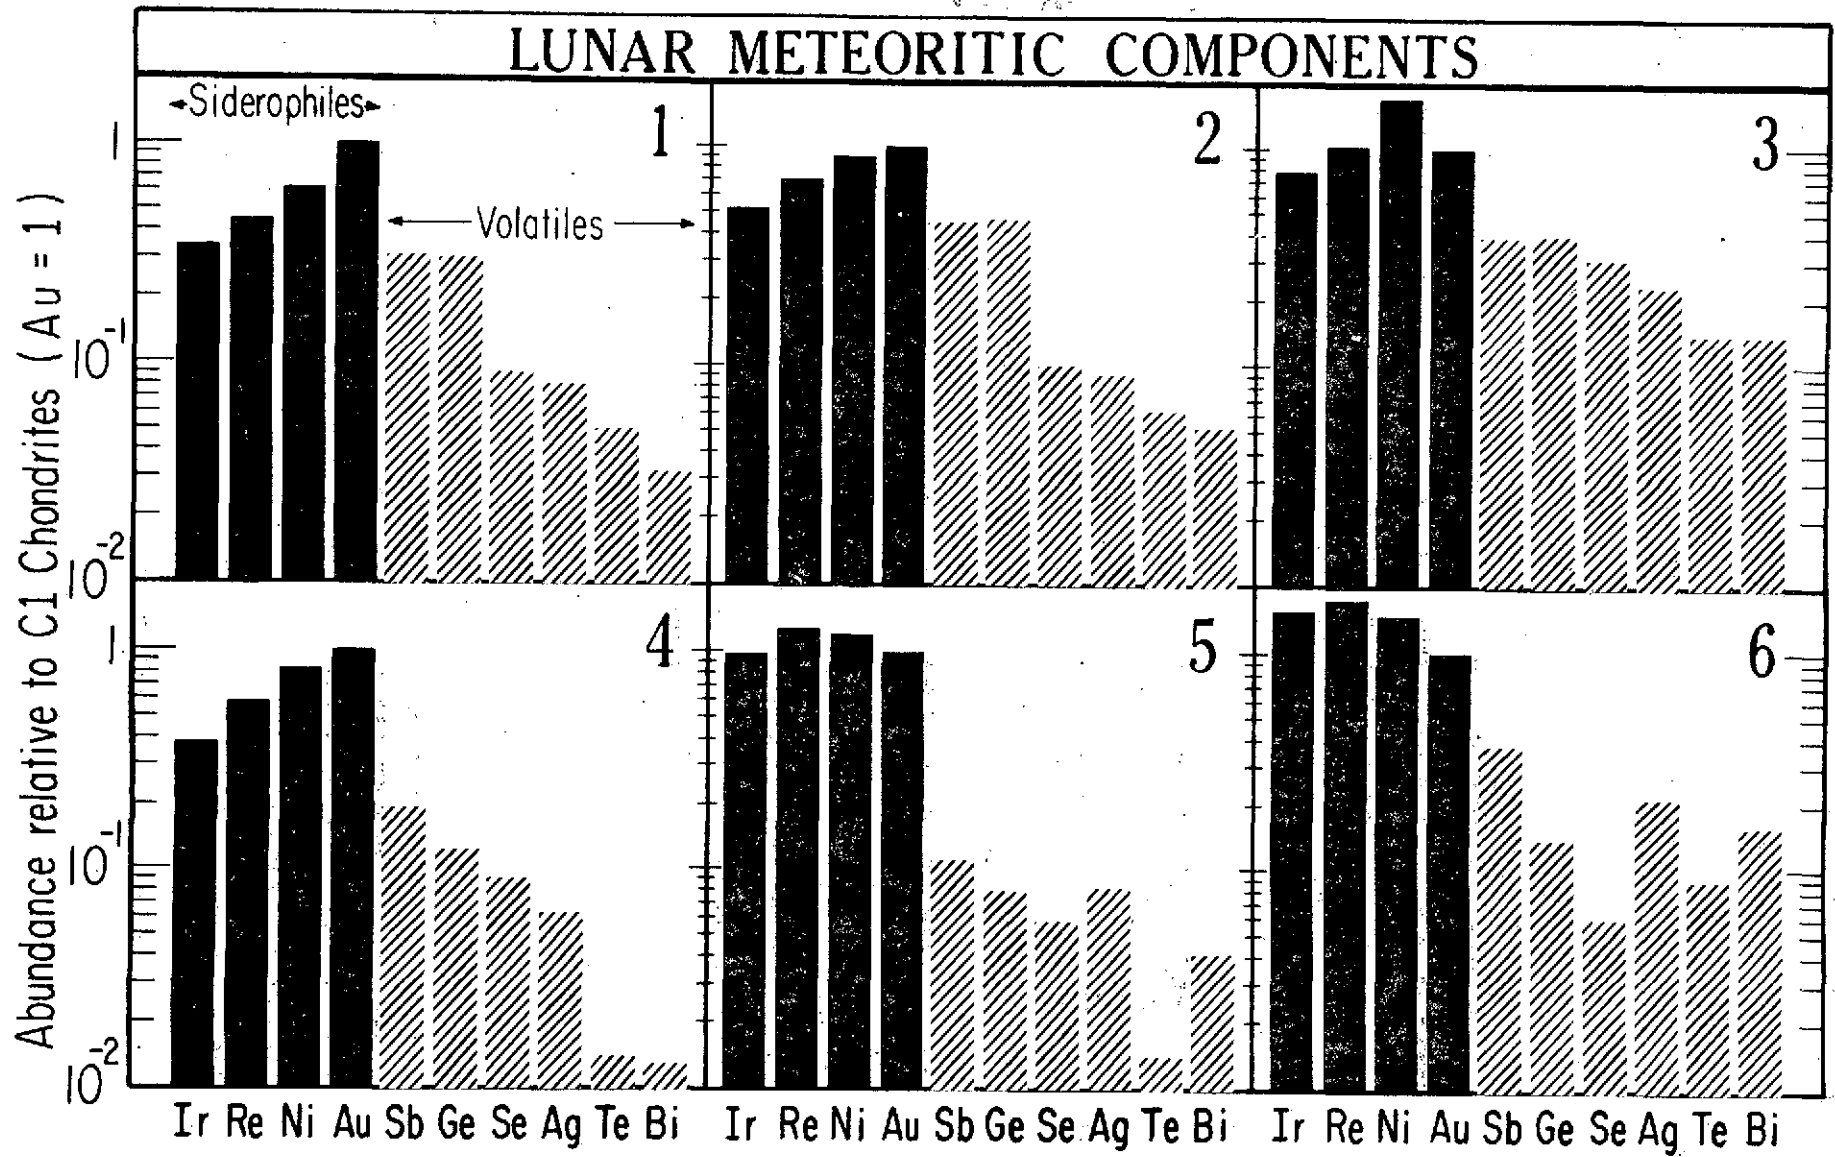 LUNAR METEORITIC COMPONENTS
Abundance relative to C1 Chondrites (Au = 1)
Siderophiles
Volatiles
1
2
3
1
10-1
10-2
4
5
6
1
10-1
10-2
Ir Re Ni Au Sb Ge Se Ag Te Bi
Ir Re Ni Au Sb Ge Se Ag Te Bi
Ir Re Ni Au Sb Ge Se Ag Te Bi